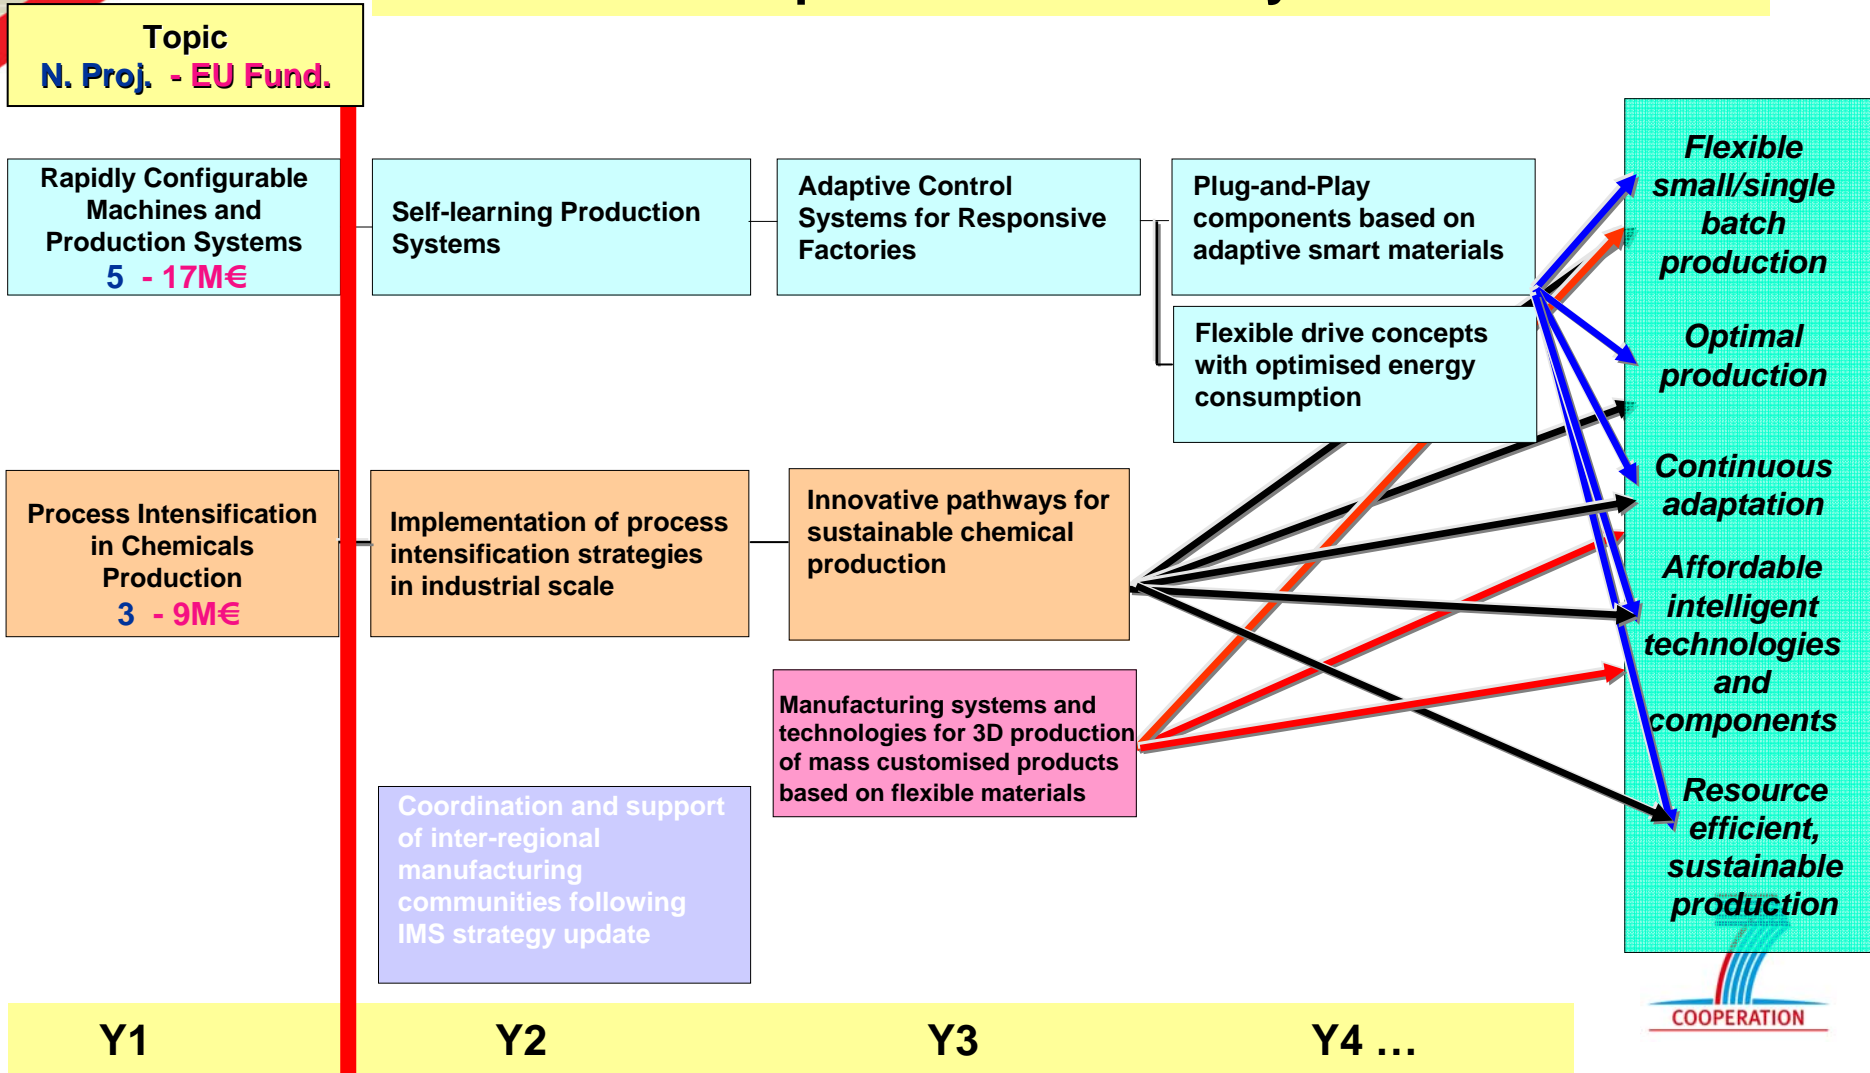 Topic
N. Proj. - EU Fund.
Rapidly Configurable
Machines and
Production Systems
5 - 17M€
Self-learning Production
Systems
Adaptive Control
Systems for Responsive
Factories
Plug-and-Play
components based on
adaptive smart materials
Flexible drive concepts
with optimised energy
consumption
Process Intensification
in Chemicals
Production
3 - 9M€
Implementation of process
intensification strategies
in industrial scale
Innovative pathways for
sustainable chemical
production
Manufacturing systems and
technologies for 3D production
of mass customised products
based on flexible materials
Coordination and support
of inter-regional
manufacturing
communities following
IMS strategy update
Flexible
small/single
batch
production
Optimal
production
Continuous
adaptation
Affordable
intelligent
technologies
and
components
Resource
efficient,
sustainable
production
COOPERATION
Y1
Y2
Y3
Y4 …